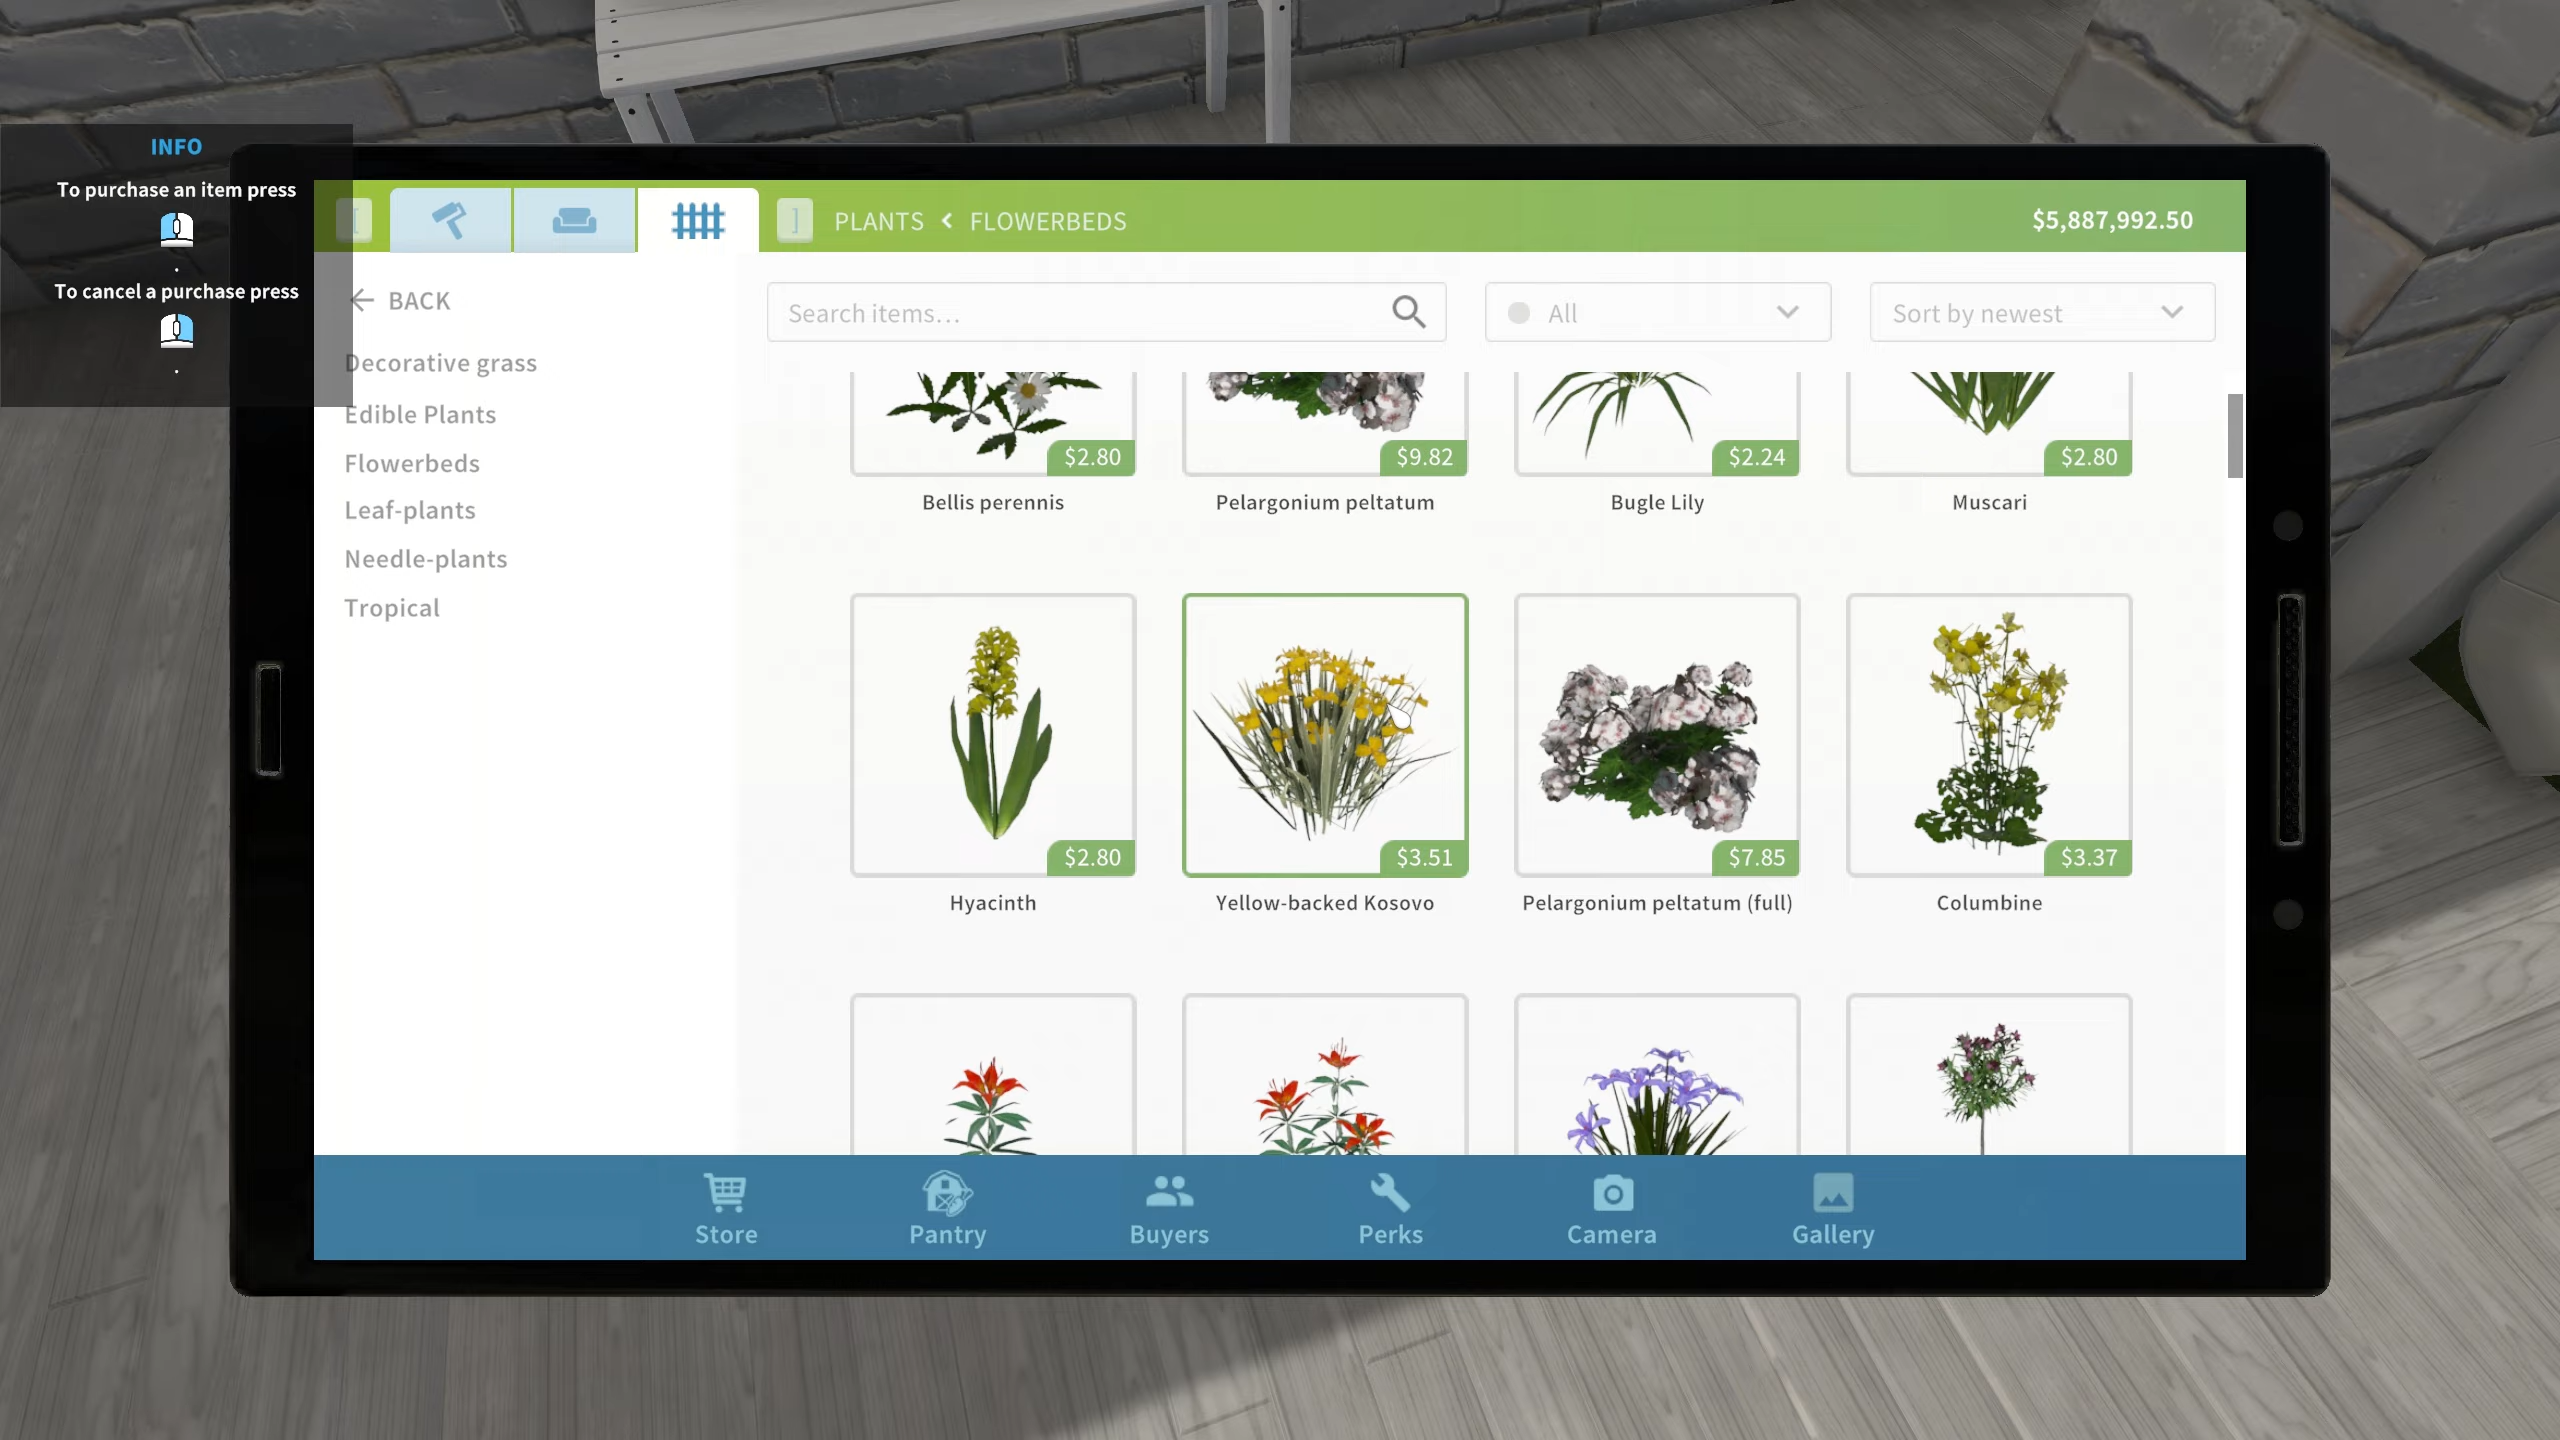 INFO
To purchase an item press
.
To cancel a purchase press
.
[
]
PLANTS < FLOWERBEDS
$5,887,992.50
BACK
Decorative grass
Edible Plants
Flowerbeds
Leaf-plants
Needle-plants
Tropical
Search items...
All
Sort by newest
$2.80
$9.82
$2.24
$2.80
Bellis perennis
Pelargonium peltatum
Bugle Lily
Muscari
$2.80
$3.51
$7.85
$3.37
Hyacinth
Yellow-backed Kosovo
Pelargonium peltatum (full)
Columbine
Store
Pantry
Buyers
Perks
Camera
Gallery